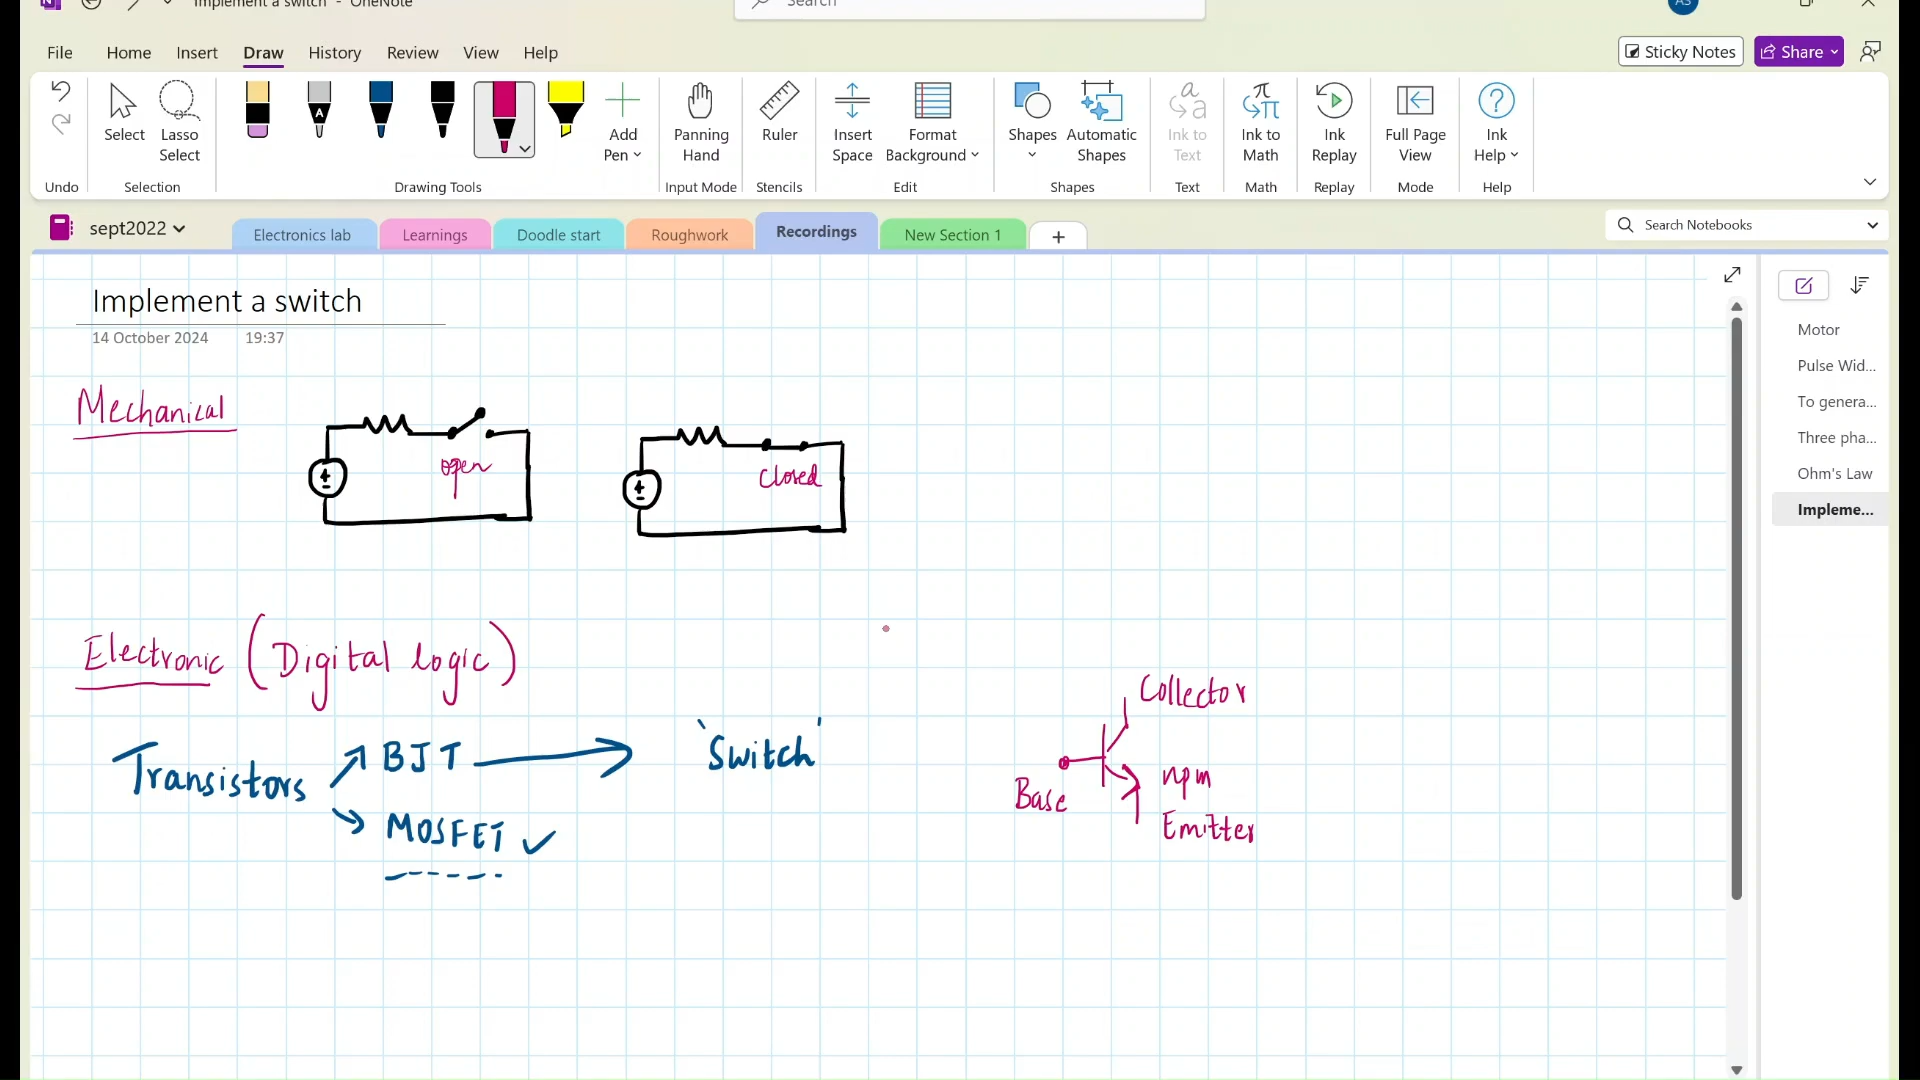 Implement a switch - OneNote
Search
AS
File Home Insert Draw History Review View Help
Sticky Notes Share
Undo
Select
Lasso Select
Selection
A
Drawing Tools
Add Pen
Panning Hand
Input Mode
Ruler
Stencils
Insert Space
Format Background
Edit
Shapes
Automatic Shapes
Shapes
Ink to Text
Text
Ink to Math
Math
Ink Replay
Replay
Full Page View
Mode
Ink Help
Help
sept2022
Electronics lab
Learnings
Doodle start
Roughwork
Recordings
New Section 1
+
Search Notebooks
Implement a switch
14 October 2024 19:37
Motor
Pulse Wid...
To genera...
Three pha...
Ohm's Law
Impleme...
Mechanical
open
closed
Electronic (Digital logic)
Transistors
BJT
MOSFET
'Switch'
Collector
Base
npm
Emitter